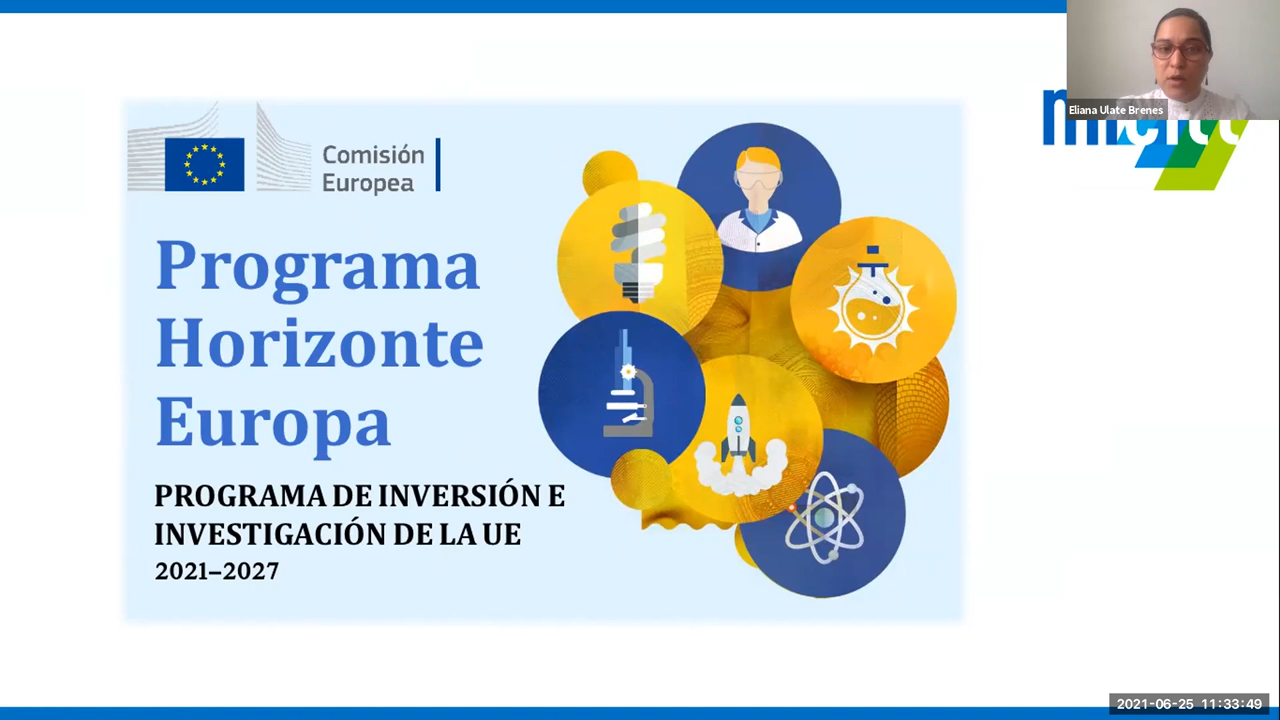 Comisión
Europea
Programa
Horizonte
Europa
PROGRAMA DE INVERSIÓN E
INVESTIGACIÓN DE LA UE
2021–2027
Eliana Ulate Brenes
2021-06-25 11:33:49